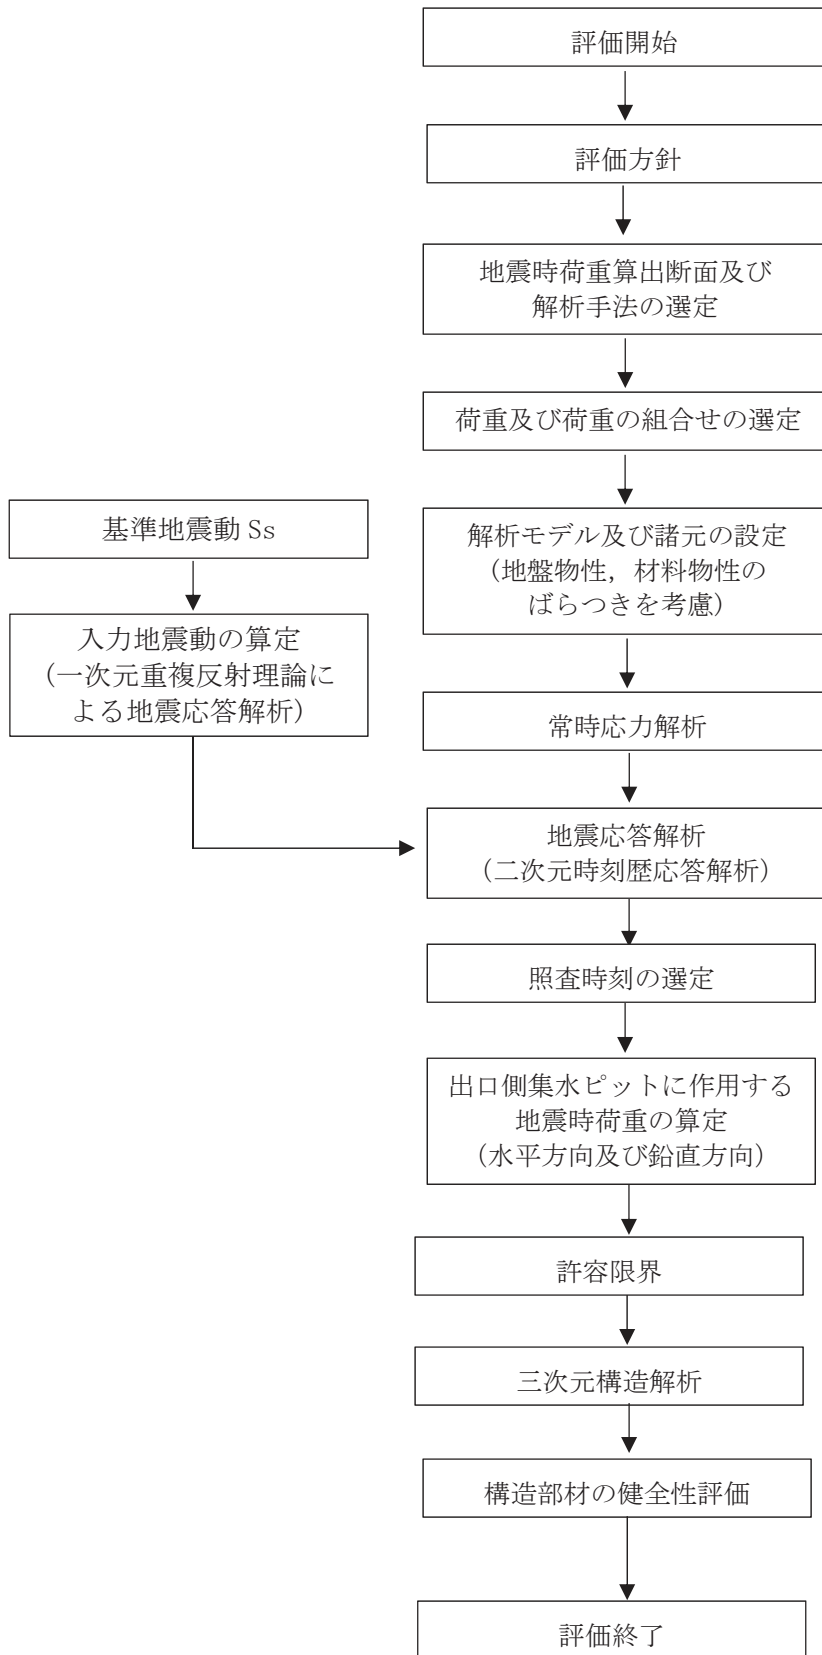 評価開始
評価方針
地震時荷重算出断面及び
解析手法の選定
荷重及び荷重の組合せの選定
基準地震動 Ss
入力地震動の算定
（一次元重複反射理論に
よる地震応答解析）
解析モデル及び諸元の設定
（地盤物性，材料物性の
ばらつきを考慮）
常時応力解析
地震応答解析
（二次元時刻歴応答解析）
照査時刻の選定
出口側集水ピットに作用する
地震時荷重の算定
（水平方向及び鉛直方向）
許容限界
三次元構造解析
構造部材の健全性評価
評価終了